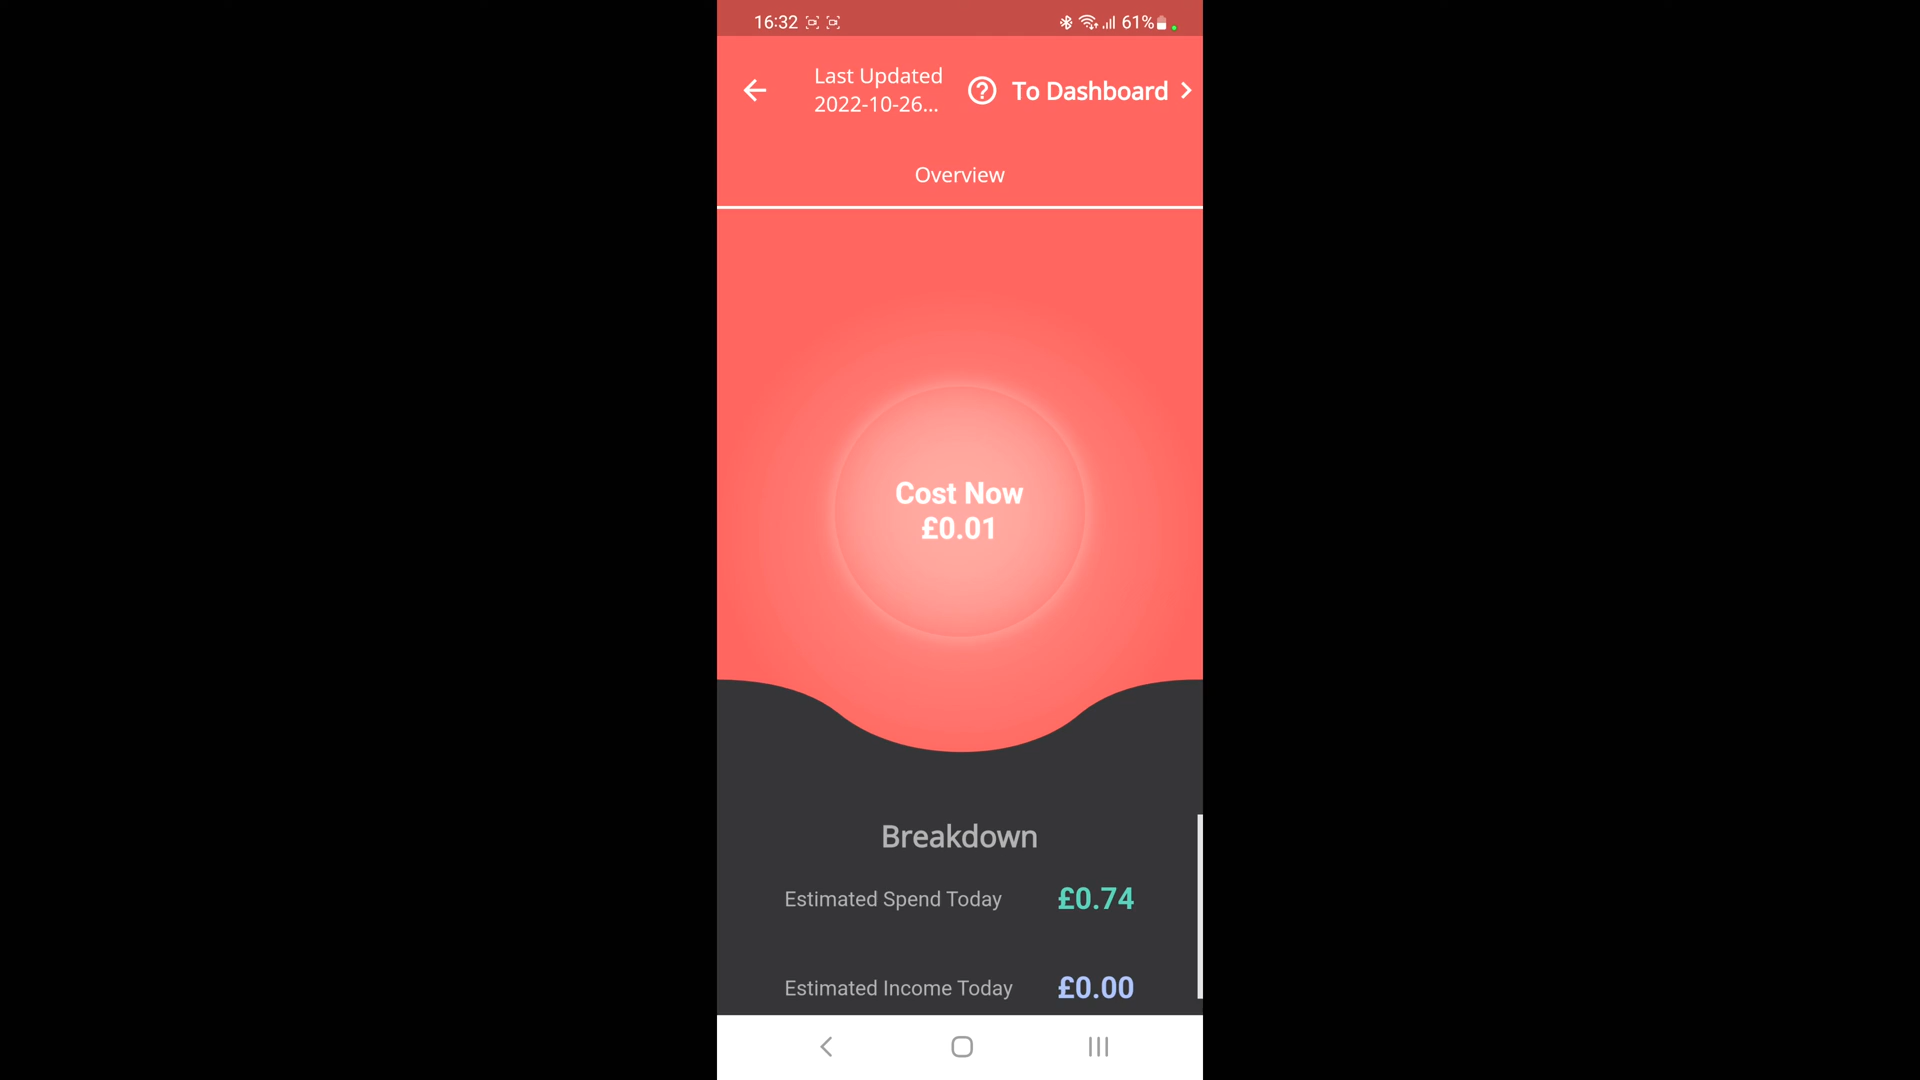 16:32
61%
Last Updated
2022-10-26...
To Dashboard
Overview
Cost Now
£0.01
Breakdown
Estimated Spend Today £0.74
Estimated Income Today £0.00